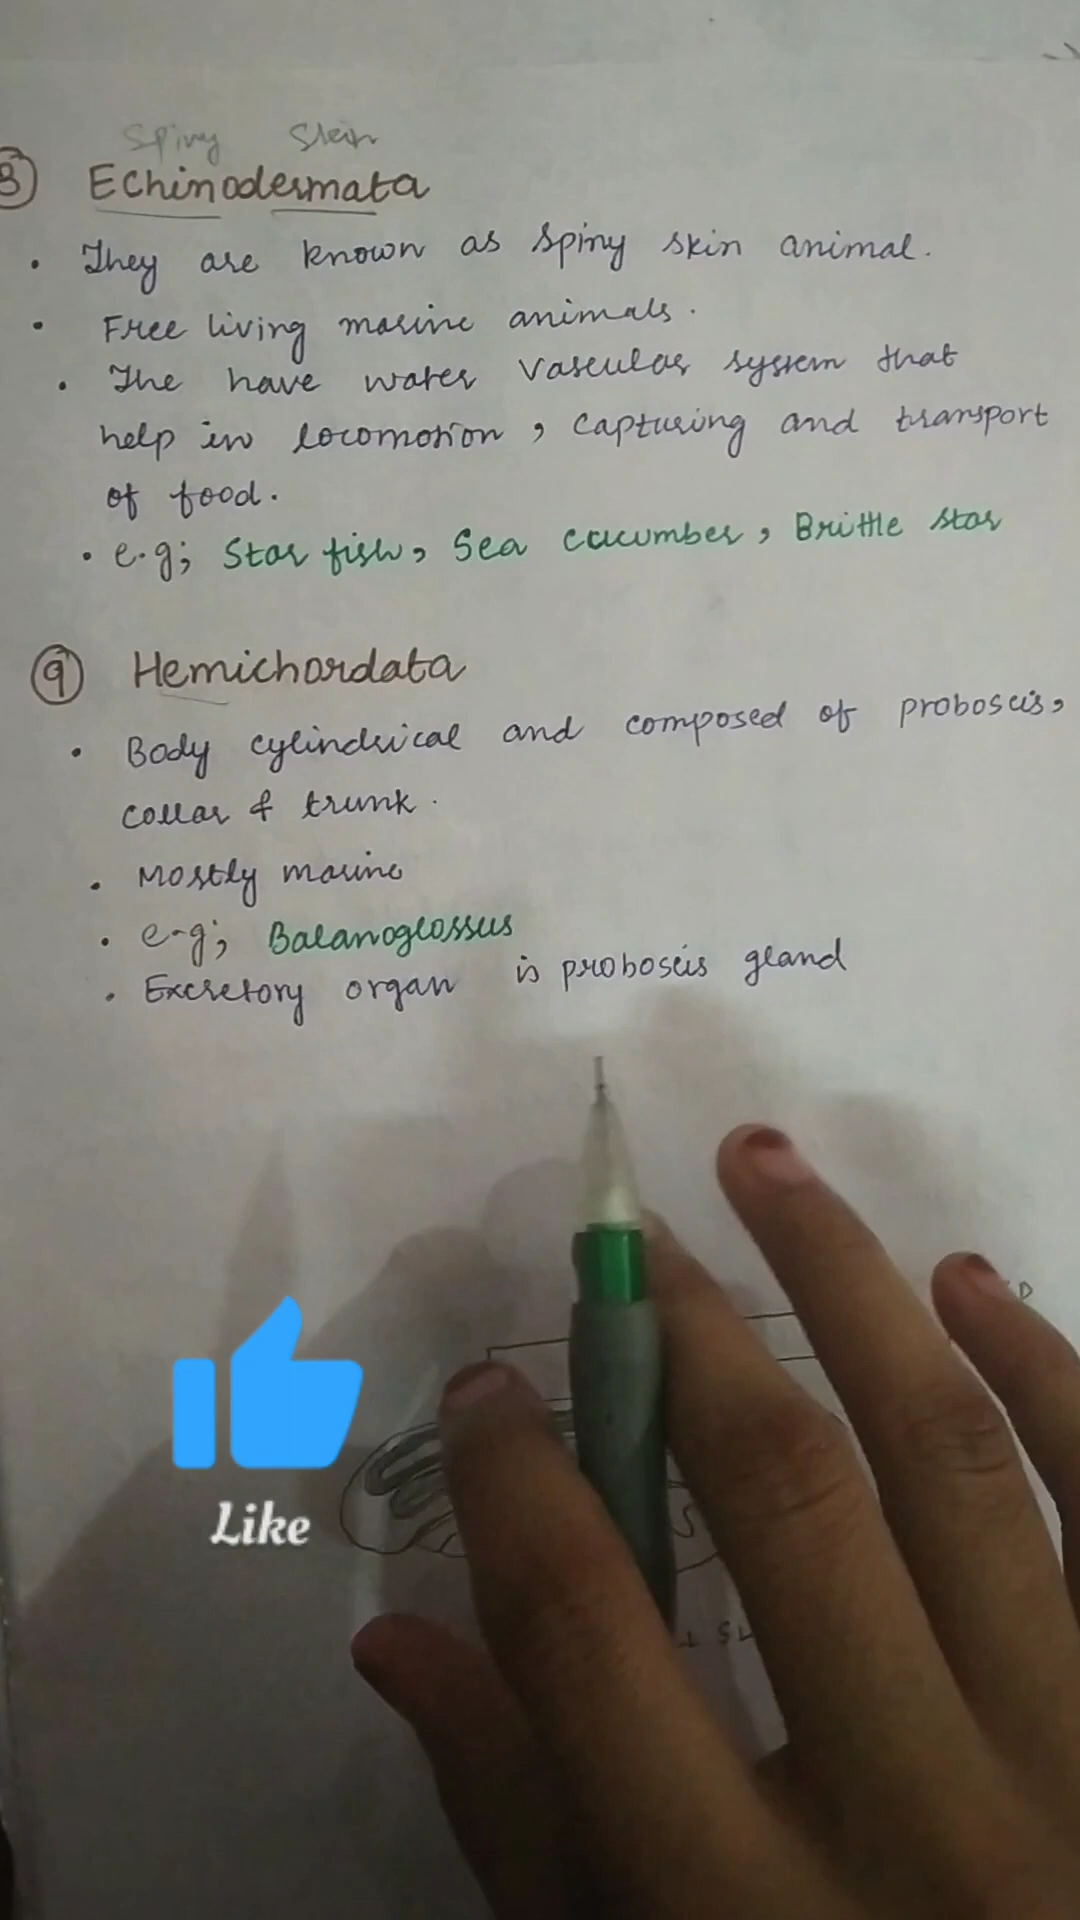 Spiny Skin
8 Echinodermata
• They are known as spiny skin animal.
• Free living marine animals.
• The have water vascular system that
help in locomotion, capturing and transport
of food.
• e.g; Star fish, Sea cucumber, Brittle star
9 Hemichordata
• Body cylindrical and composed of proboscis,
collar & trunk.
• Mostly marine
• e-g; Balanoglossus
• Excretory organ is proboscis gland
Like